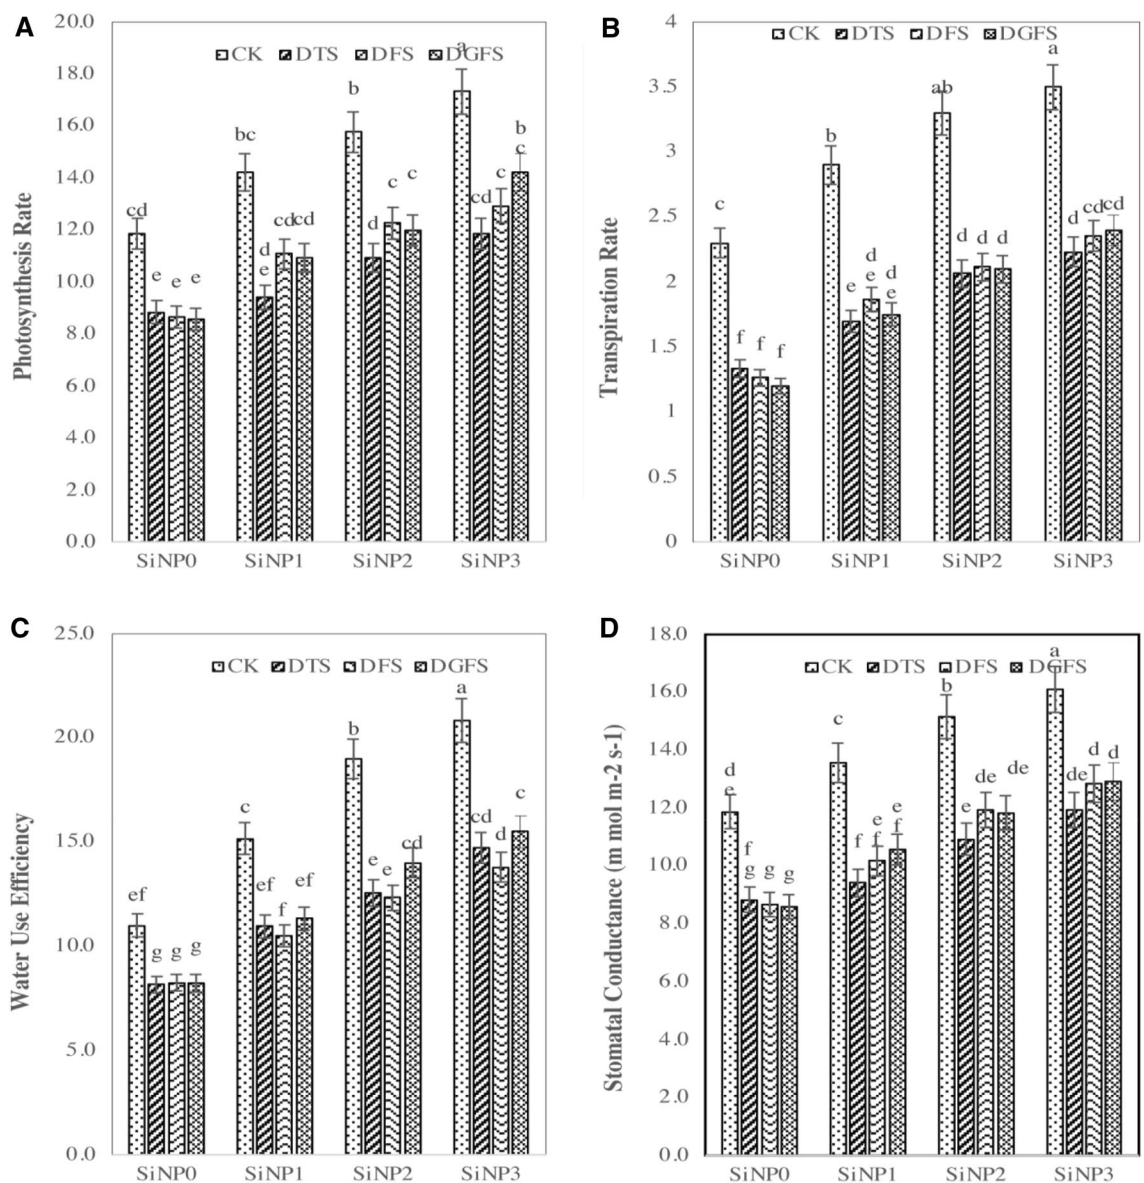 A
20.0
18.0
16.0
14.0
12.0
10.0
8.0
6.0
4.0
2.0
0.0
Photosynthesis Rate
CK DTS DFS DGFS
cd e e e
bc d e cd cd
b d c c
a cd c b c
SiNP0 SiNP1 SiNP2 SiNP3
B
4
3.5
3
2.5
2
1.5
1
0.5
0
Transpiration Rate
CK DTS DFS DGFS
c f f f
b e d e d e
ab d d d
a d cd cd
SiNP0 SiNP1 SiNP2 SiNP3
C
25.0
20.0
15.0
10.0
5.0
0.0
Water Use Efficiency
CK DTS DFS DGFS
ef g g g
c ef f ef
b e e cd
a cd d c
SiNP0 SiNP1 SiNP2 SiNP3
D
18.0
16.0
14.0
12.0
10.0
8.0
6.0
4.0
2.0
0.0
Stomatal Conductance (m mol m-2 s-1)
CK DTS DFS DGFS
d e f g g g
c f e f e f
b e de de
a de d d
SiNP0 SiNP1 SiNP2 SiNP3